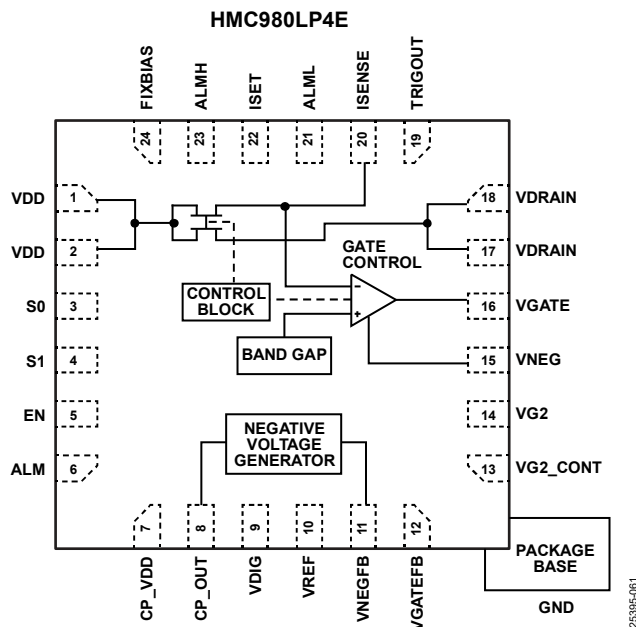 HMC980LP4E
FIXBIAS
ALMH
ISET
ALML
ISENSE
TRIGOUT
24
23
22
21
20
19
VDD
1
18
VDRAIN
VDD
2
17
VDRAIN
GATE
CONTROL
S0
3
CONTROL
BLOCK
–
+
16
VGATE
S1
4
BAND GAP
15
VNEG
EN
5
14
VG2
NEGATIVE
VOLTAGE
GENERATOR
ALM
6
13
VG2_CONT
7
8
9
10
11
12
CP_VDD
CP_OUT
VDIG
VREF
VNEGFB
VGATEFB
PACKAGE
BASE
GND
25395-061